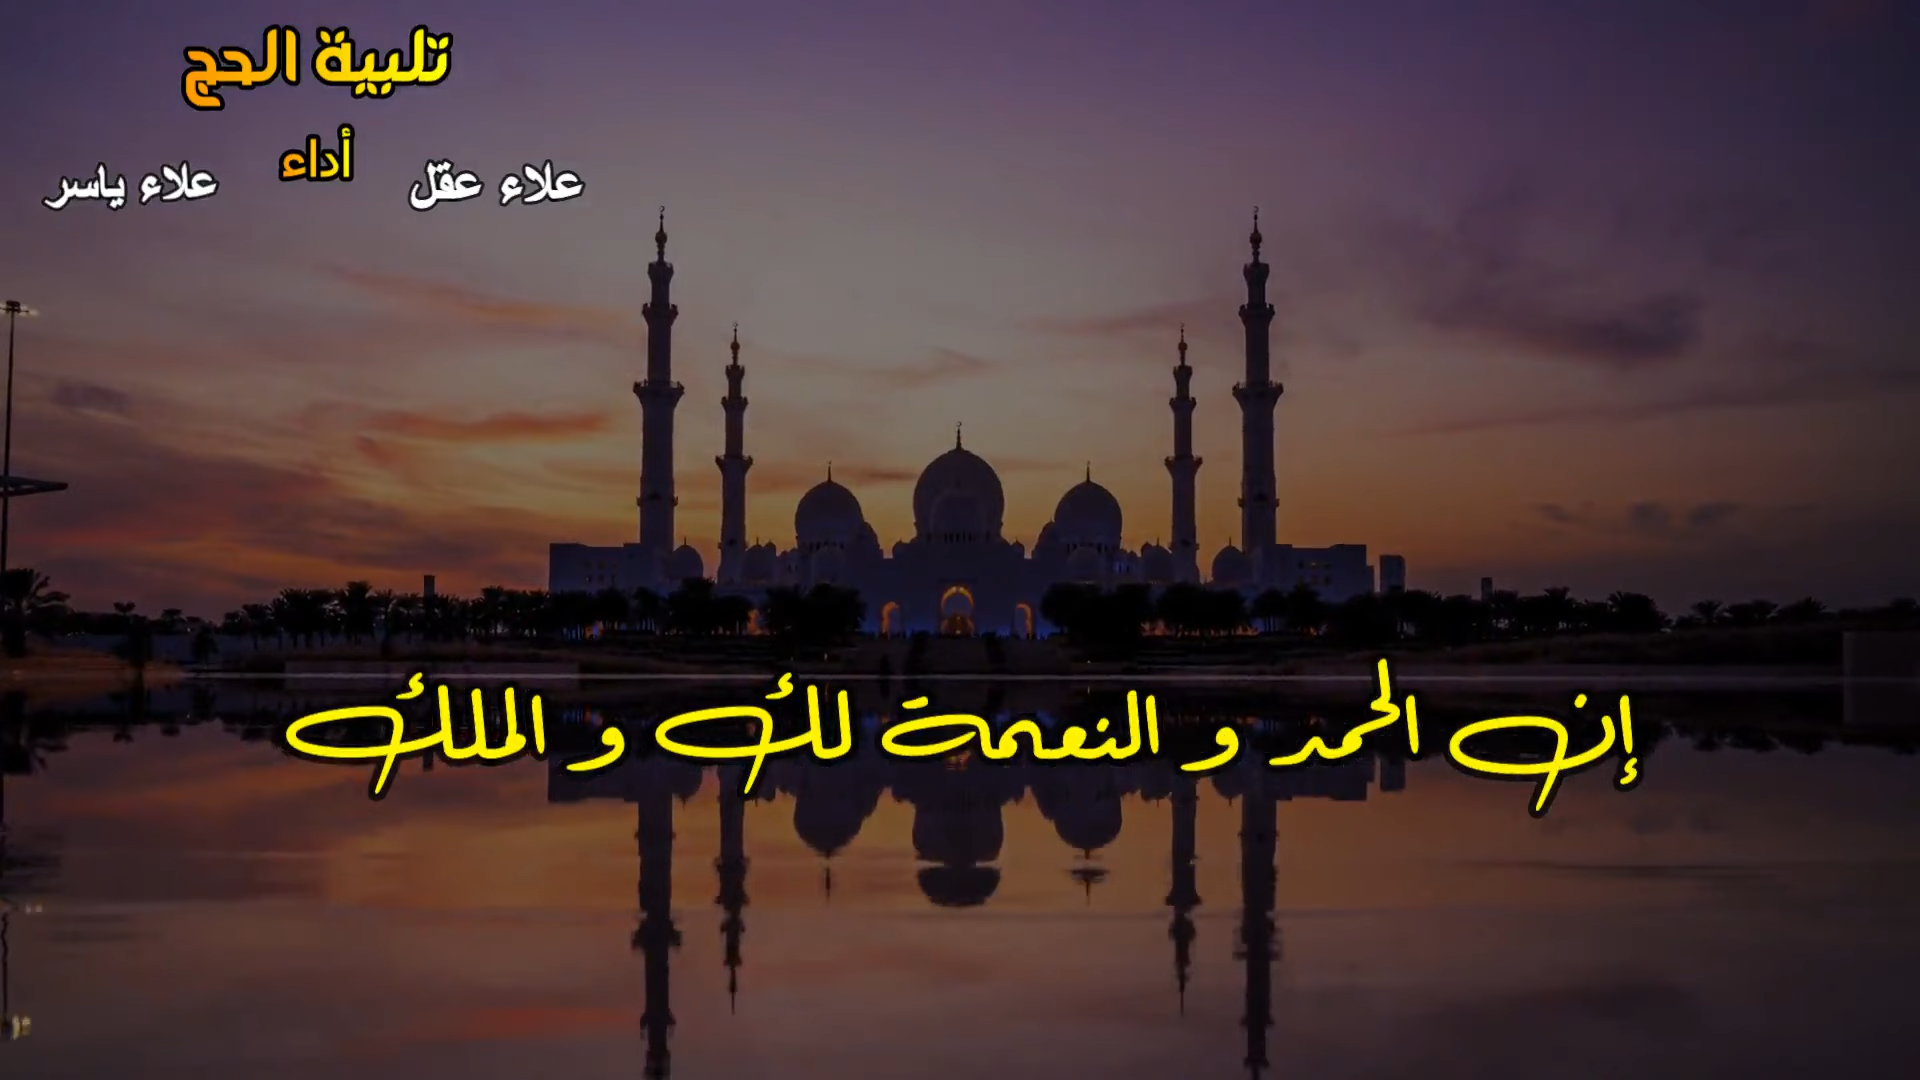 تلبية الحج
أداء
علاء عقل علاء ياسر
إن الحمد و النعمة لك و الملك